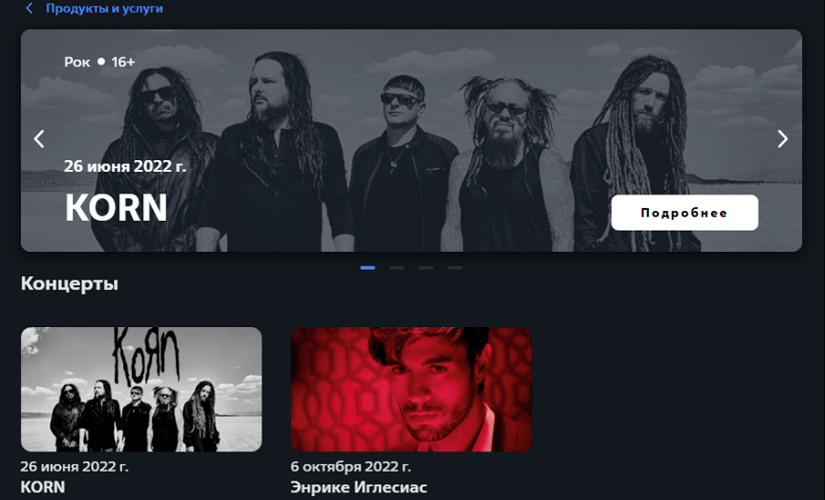 Продукты и услуги
Рок • 16+
26 июня 2022 г.
KORN
Подробнее
Концерты
KoЯn
26 июня 2022 г.
KORN
6 октября 2022 г.
Энрике Иглесиас